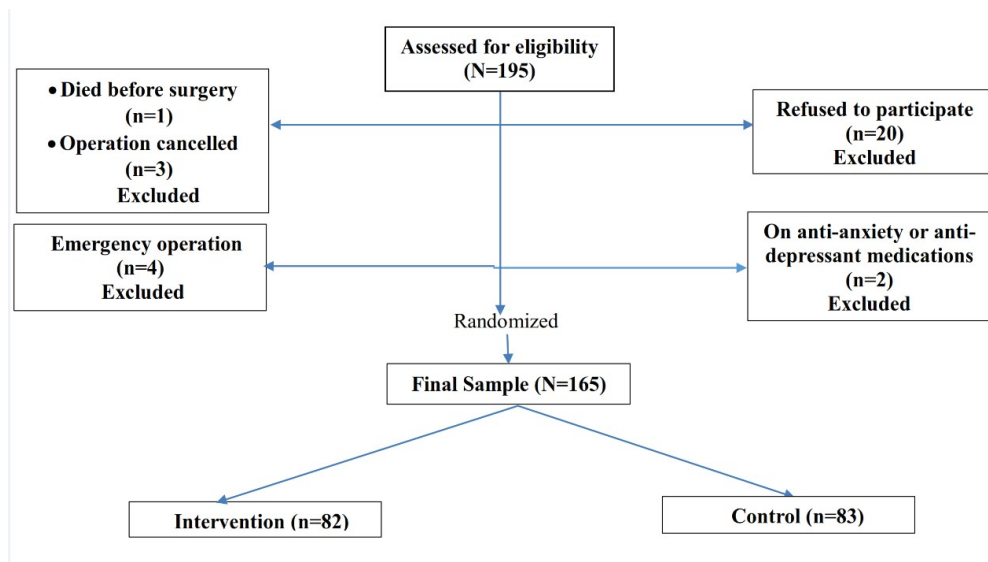 Assessed for eligibility
(N=195)
• Died before surgery
(n=1)
• Operation cancelled
(n=3)
Excluded
Refused to participate
(n=20)
Excluded
Emergency operation
(n=4)
Excluded
On anti-anxiety or anti-
depressant medications
(n=2)
Excluded
Randomized
Final Sample (N=165)
Intervention (n=82)
Control (n=83)